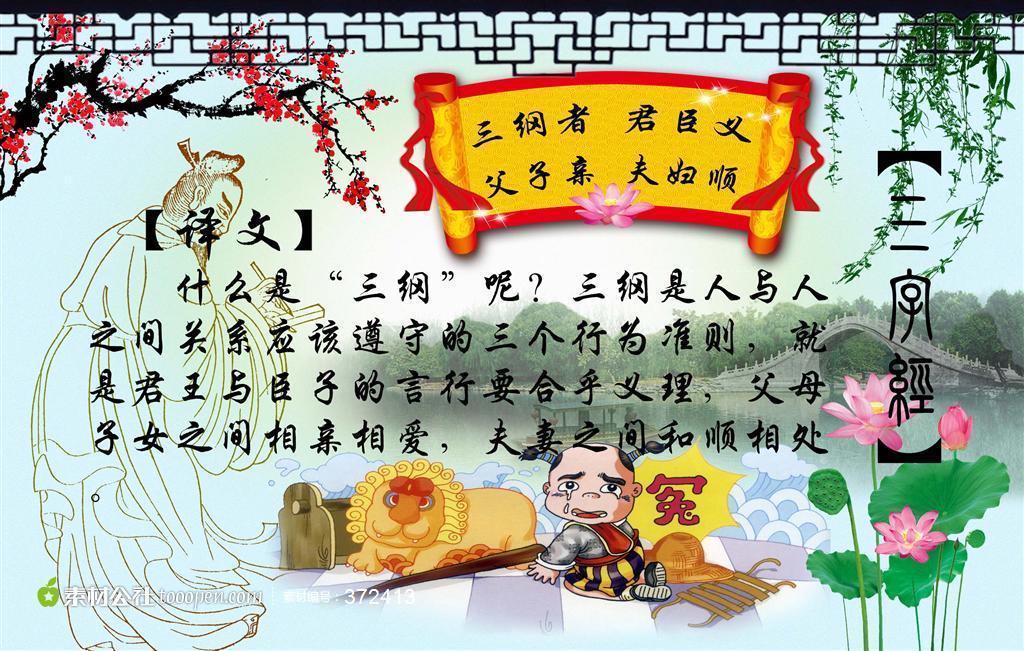 三纲者 君臣义
父子亲 夫妇顺
【三字經】
【译文】
什么是“三纲”呢？三纲是人与人
之间关系应该遵守的三个行为准则，就
是君王与臣子的言行要合乎义理，父母
子女之间相亲相爱，夫妻之间和顺相处
。
冤
素材公社 tooopen.com 素材编号：372413